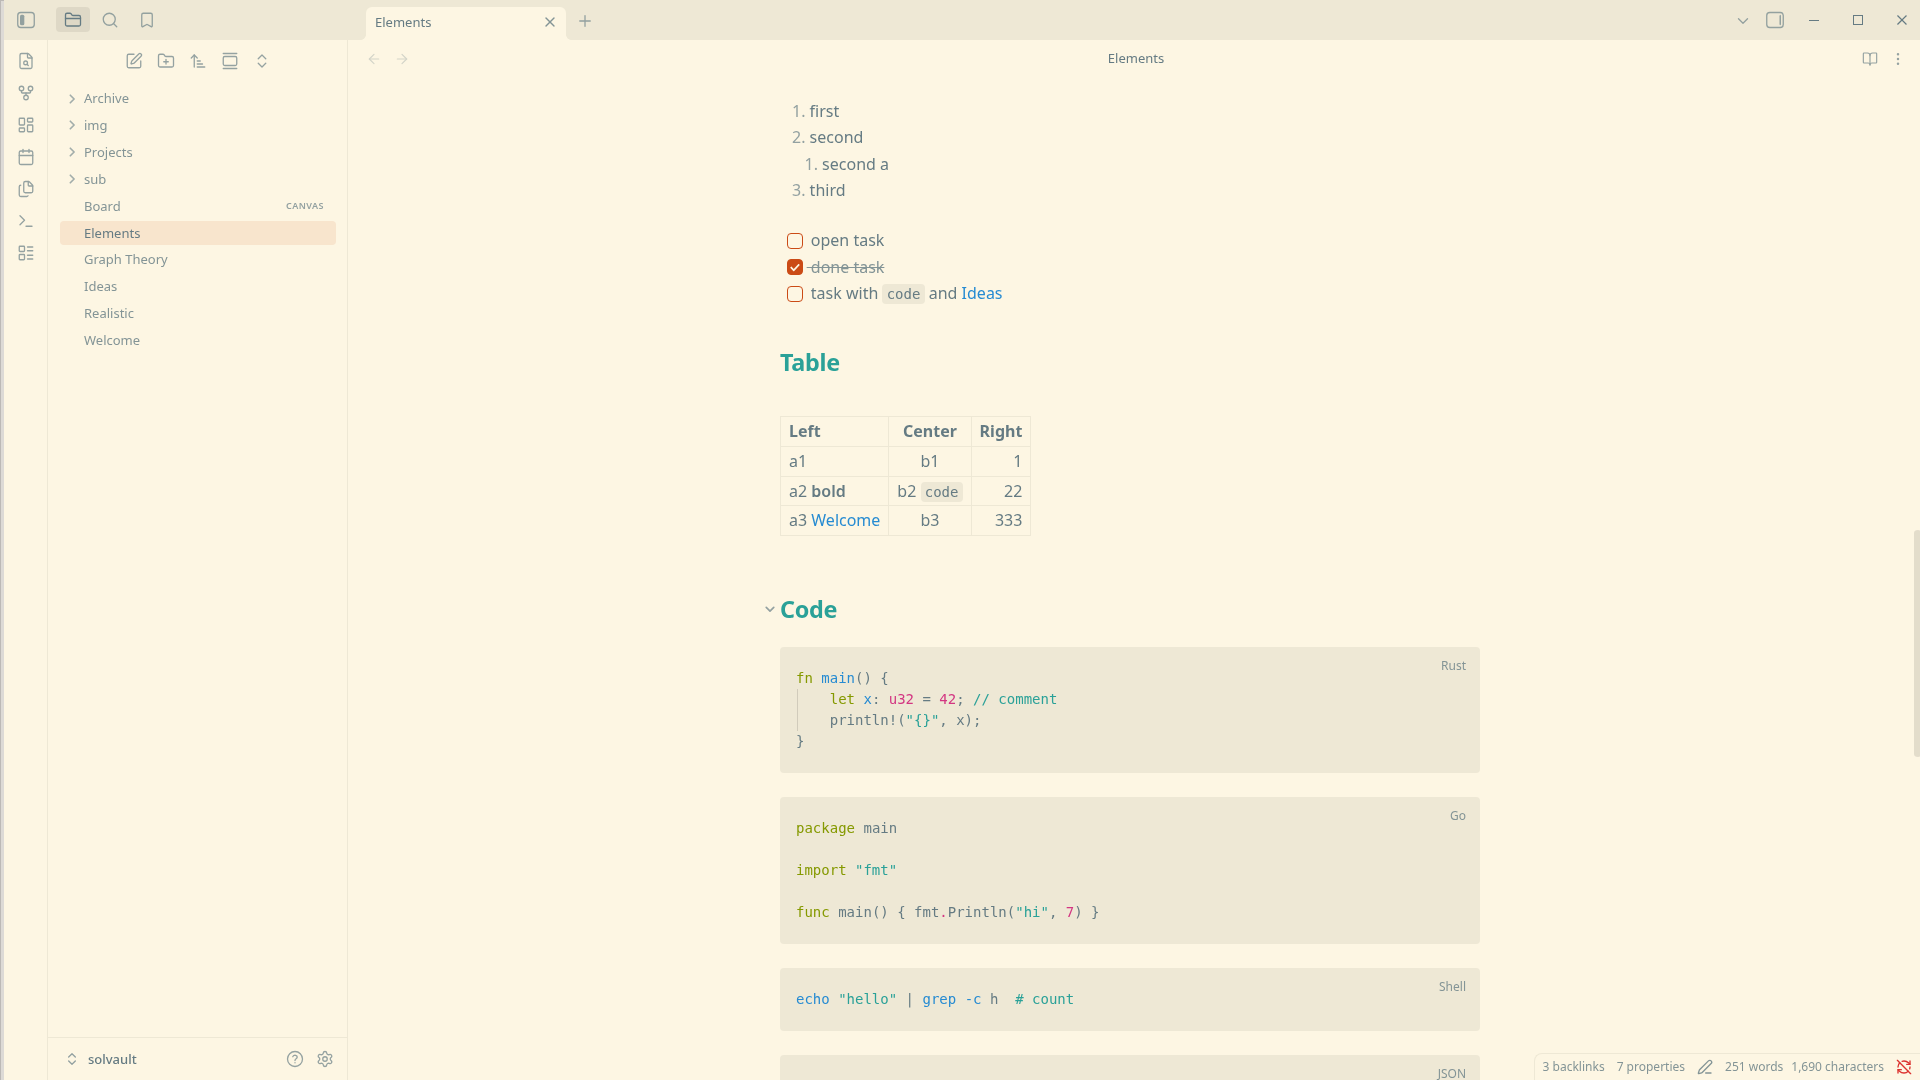 Elements
Elements
Archive
img
Projects
sub
Board CANVAS
Elements
Graph Theory
Ideas
Realistic
Welcome
solvault
1. first
2. second
1. second a
3. third
open task
done task
task with code and Ideas
Table
Left Center Right
a1 b1 1
a2 bold b2 code 22
a3 Welcome b3 333
Code
Rust
fn main() {
    let x: u32 = 42; // comment
    println!("{}", x);
}
Go
package main
import "fmt"
func main() { fmt.Println("hi", 7) }
Shell
echo "hello" | grep -c h  # count
JSON
3 backlinks 7 properties 251 words 1,690 characters